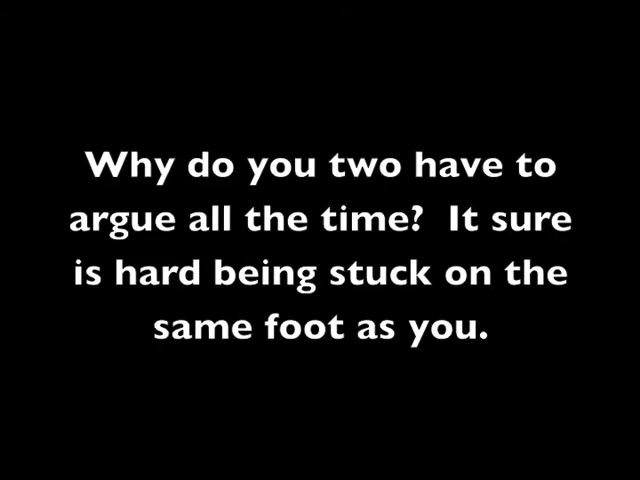 Why do you two have to
argue all the time?  It sure
is hard being stuck on the
same foot as you.